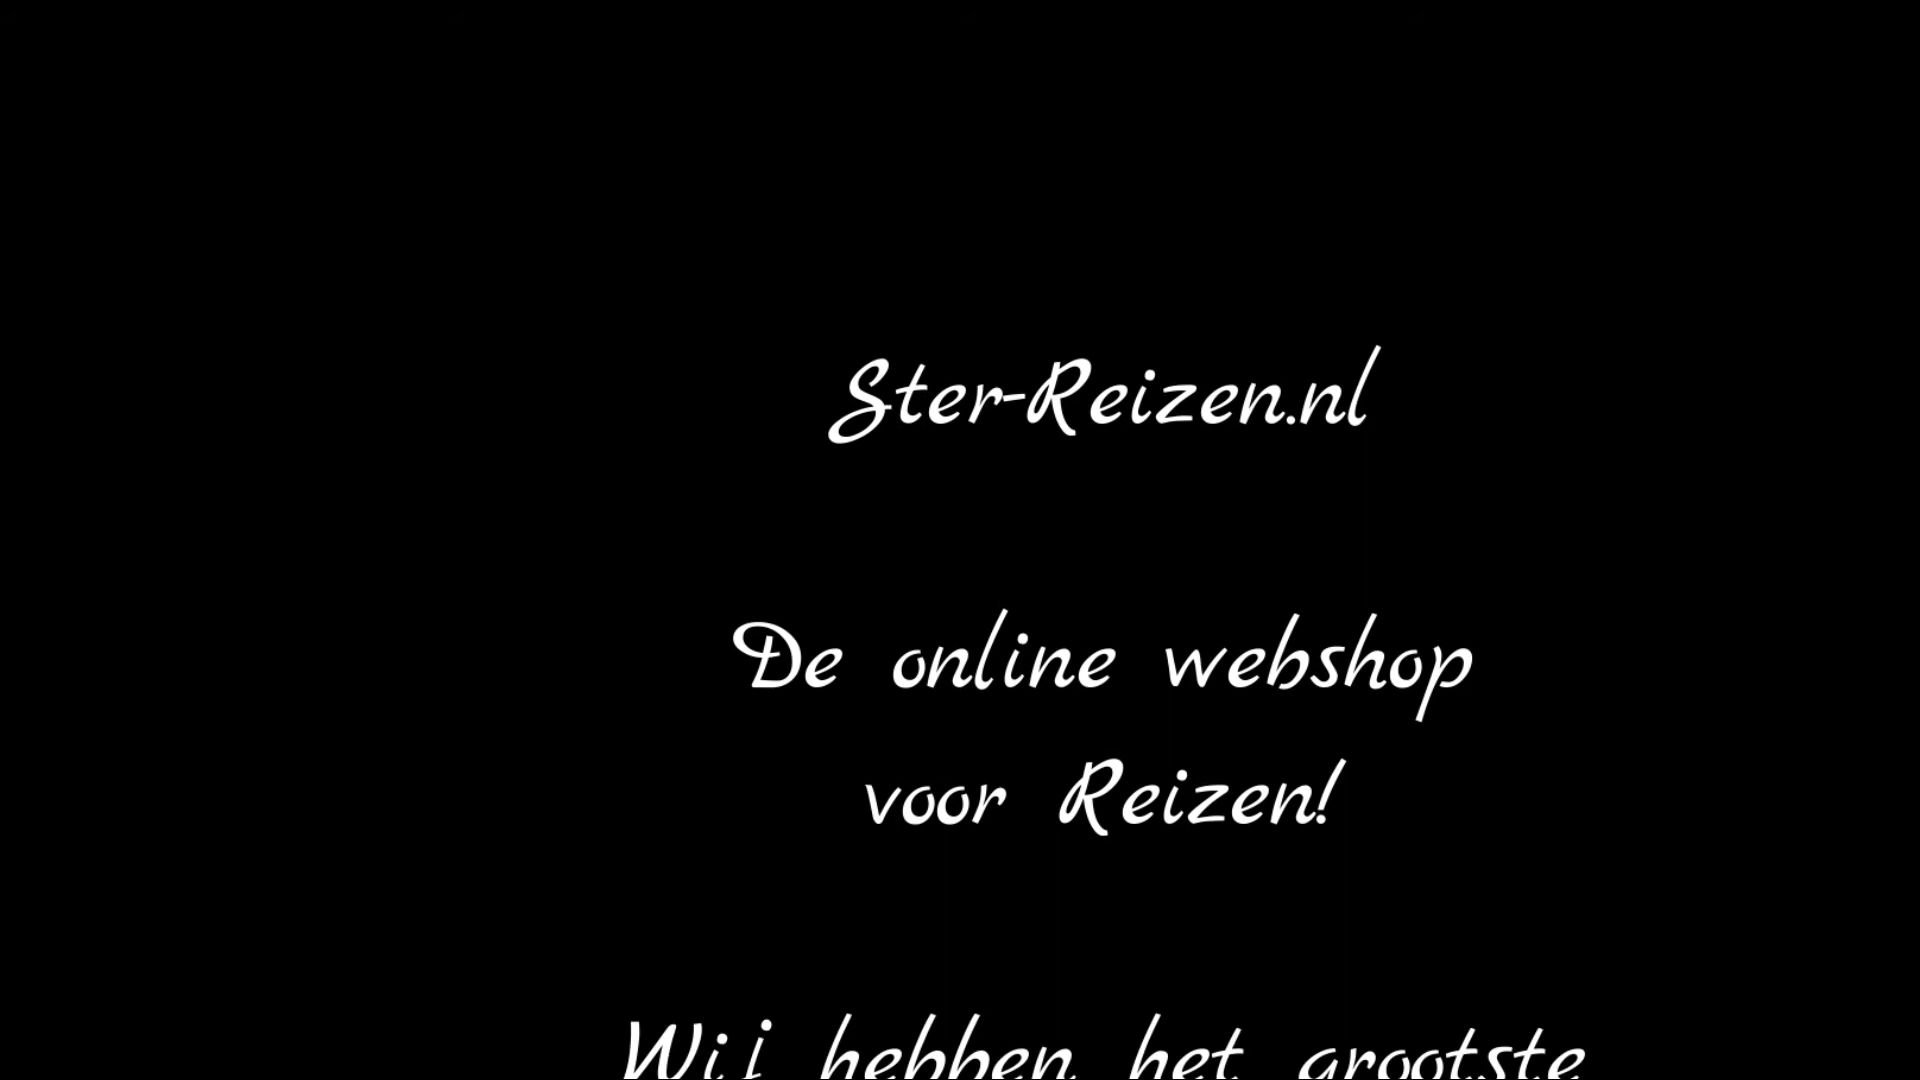 Ster-Reizen.nl
De online webshop
voor Reizen!
Wij hebben het grootste